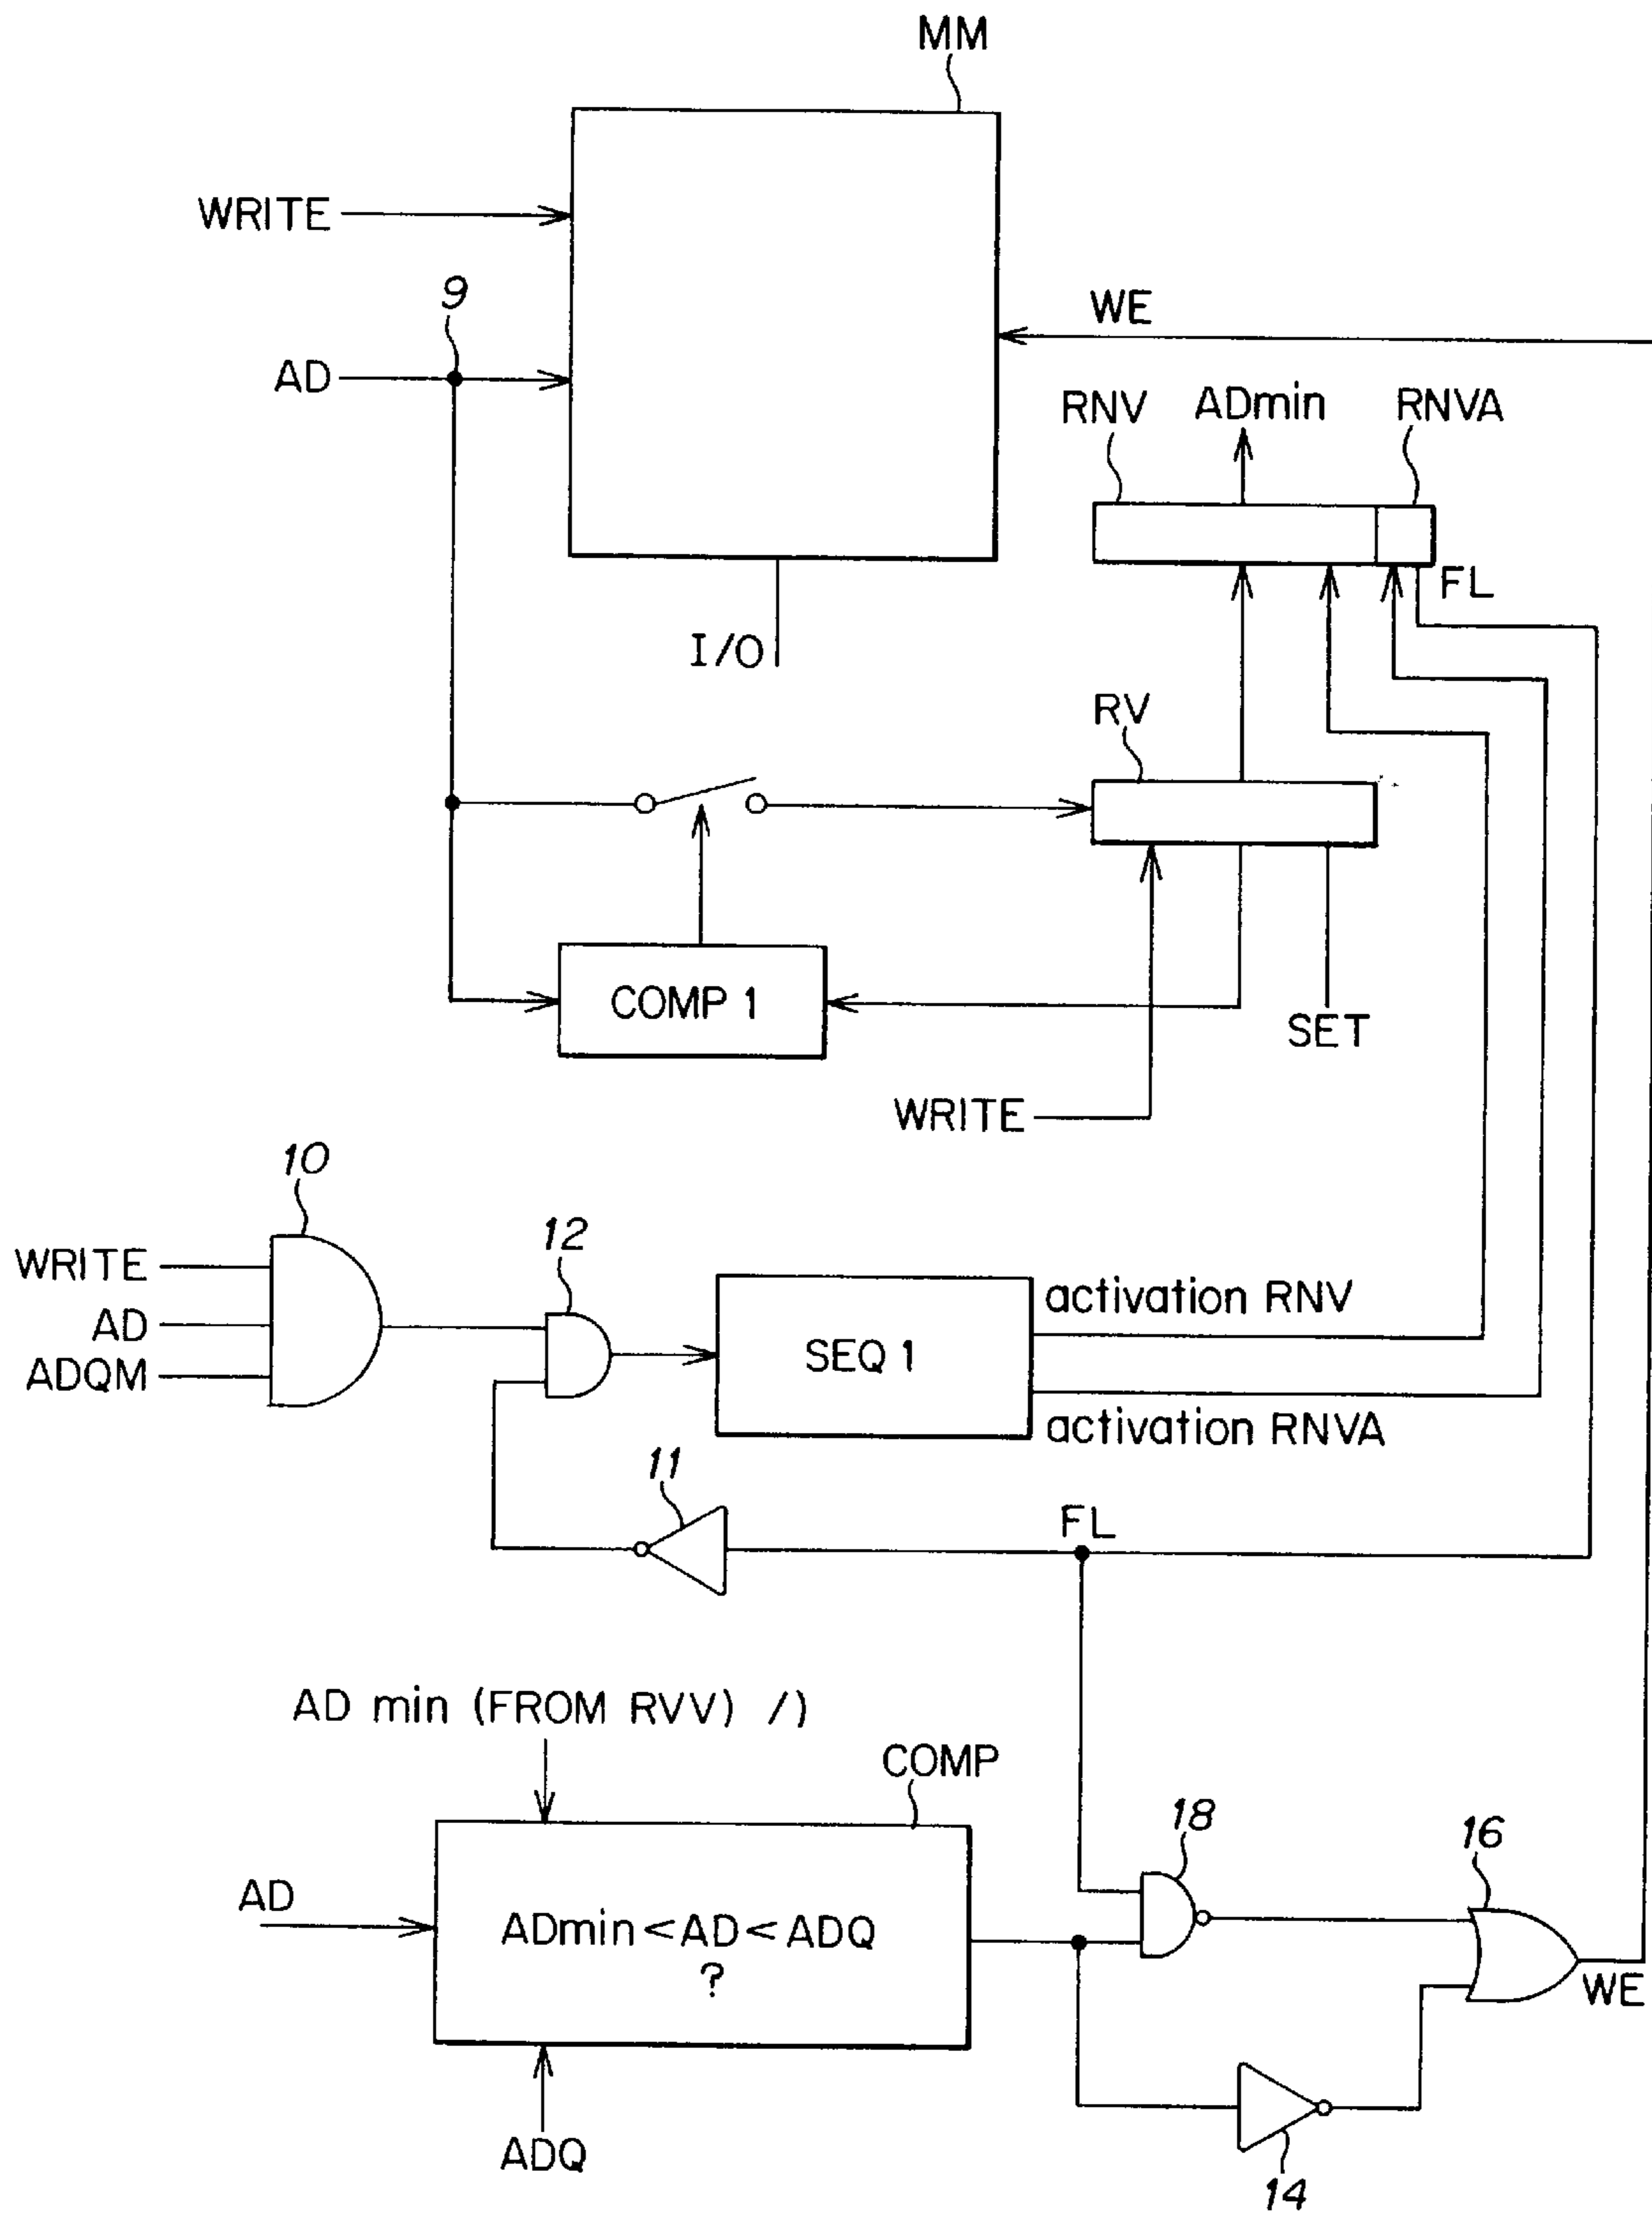 MM
WRITE
9
WE
AD
RNV
ADmin
RNVA
FL
I/O
RV
COMP 1
SET
WRITE
10
12
WRITE
AD
ADQM
activation RNV
SEQ 1
activation RNVA
11
FL
AD min (FROM RVV) /)
COMP
18
16
AD
ADmin<AD<ADQ
?
WE
ADQ
14